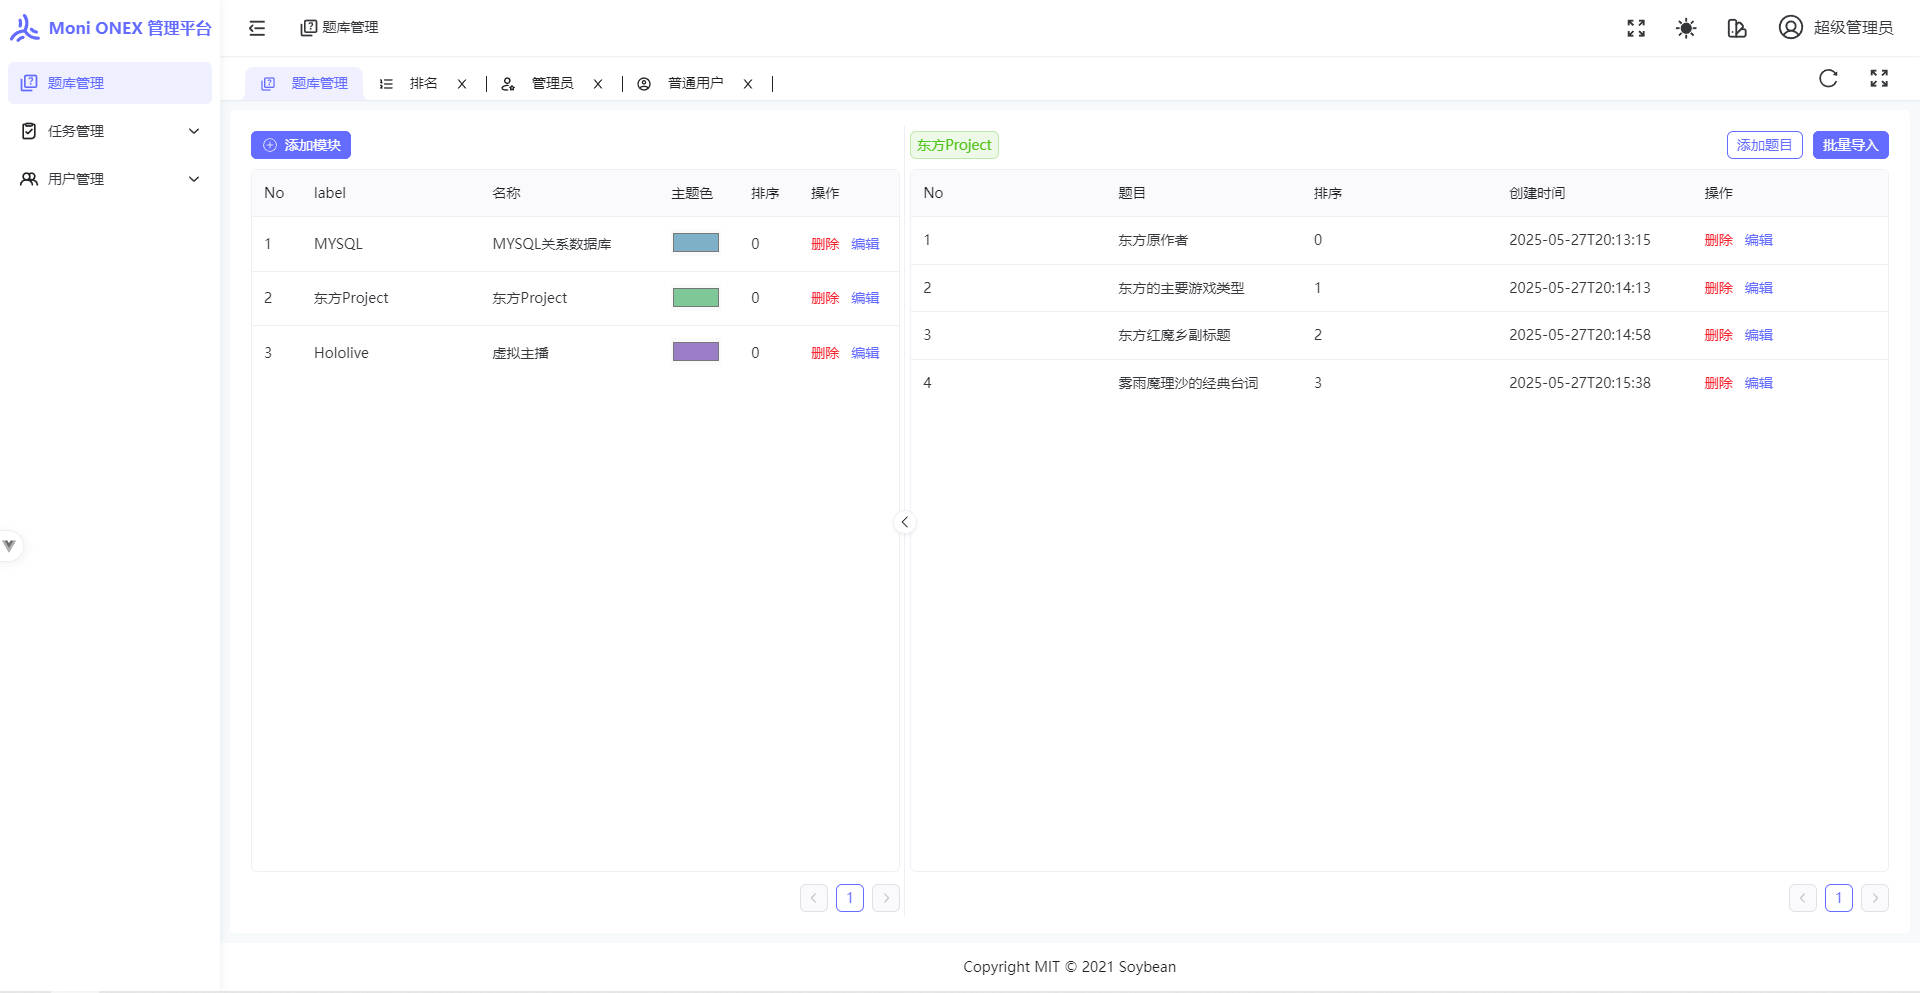 Moni ONEX 管理平台
题库管理
超级管理员
题库管理
任务管理
用户管理
题库管理
排名
管理员
普通用户
添加模块
No label 名称 主题色 排序 操作
1 MYSQL MYSQL关系数据库 0 删除 编辑
2 东方Project 东方Project 0 删除 编辑
3 Hololive 虚拟主播 0 删除 编辑
1
东方Project
添加题目
批量导入
No 题目 排序 创建时间 操作
1 东方原作者 0 2025-05-27T20:13:15 删除 编辑
2 东方的主要游戏类型 1 2025-05-27T20:14:13 删除 编辑
3 东方红魔乡副标题 2 2025-05-27T20:14:58 删除 编辑
4 雾雨魔理沙的经典台词 3 2025-05-27T20:15:38 删除 编辑
1
Copyright MIT © 2021 Soybean